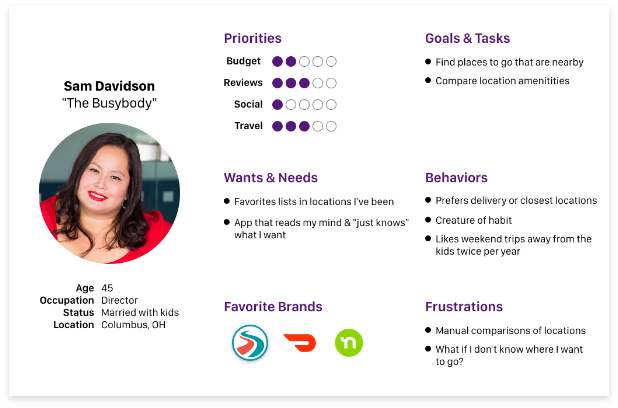 Sam Davidson
"The Busybody"
Age 45
Occupation Director
Status Married with kids
Location Columbus, OH
Priorities
Budget
Reviews
Social
Travel
Wants & Needs
Favorites lists in locations I've been
App that reads my mind & "just knows"
what I want
Favorite Brands
n
Goals & Tasks
Find places to go that are nearby
Compare location amenitities
Behaviors
Prefers delivery or closest locations
Creature of habit
Likes weekend trips away from the
kids twice per year
Frustrations
Manual comparisons of locations
What if I don't know where I want
to go?